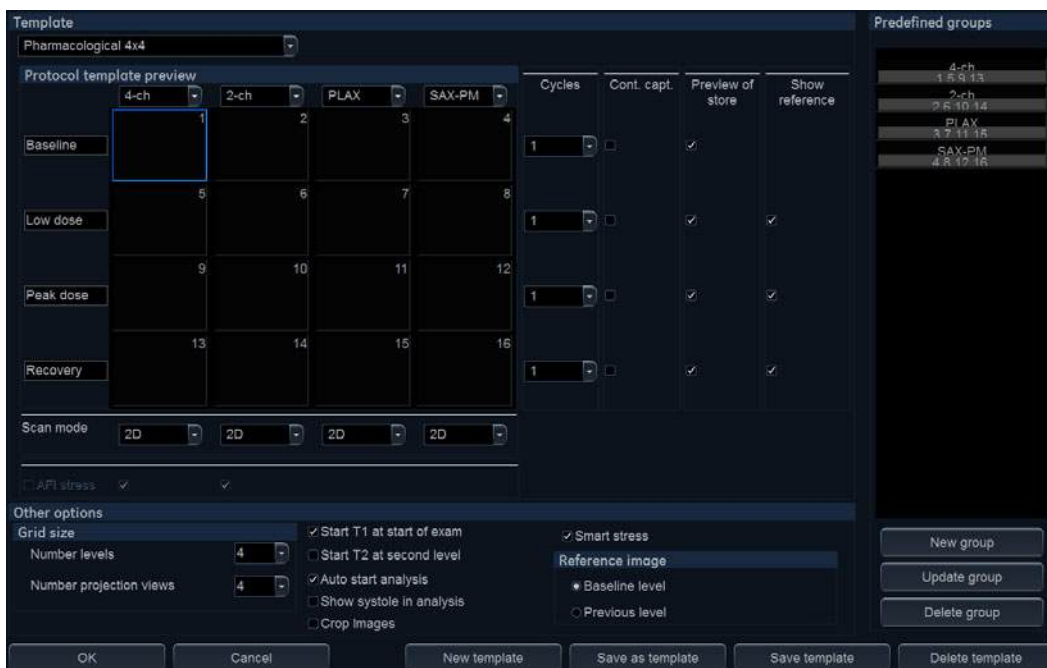 Template
Predefined groups
Pharmacological 4x4
Protocol template preview
Cycles
Cont. capt.
Preview of store
Show reference
4-ch
2-ch
PLAX
SAX-PM
1
2
3
4
Baseline
1
5
6
7
8
Low dose
1
9
10
11
12
Peak dose
1
13
14
15
16
Recovery
1
Scan mode
2D
2D
2D
2D
AFI stress
4-ch
1 5 9 13
2-ch
2 6 10 14
PLAX
3 7 11 15
SAX-PM
4 8 12 16
Other options
Grid size
Number levels
4
Number projection views
4
Start T1 at start of exam
Start T2 at second level
Auto start analysis
Show systole in analysis
Crop Images
Smart stress
Reference image
Baseline level
Previous level
New group
Update group
Delete group
OK
Cancel
New template
Save as template
Save template
Delete template